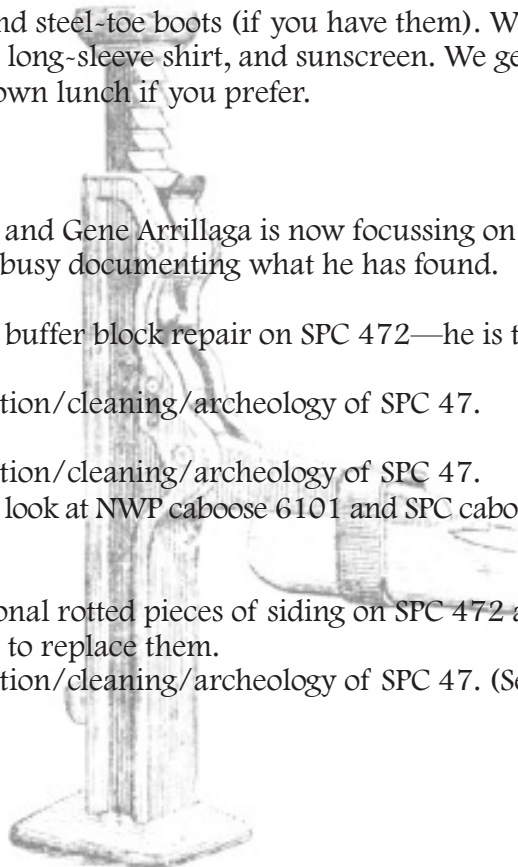 nd steel-toe boots (if you have them). W
long-sleeve shirt, and sunscreen. We ge
own lunch if you prefer.
and Gene Arrillaga is now focussing on
busy documenting what he has found.
buffer block repair on SPC 472—he is t
tion/cleaning/archeology of SPC 47.
tion/cleaning/archeology of SPC 47.
look at NWP caboose 6101 and SPC cabo
onal rotted pieces of siding on SPC 472 a
to replace them.
tion/cleaning/archeology of SPC 47. (Se